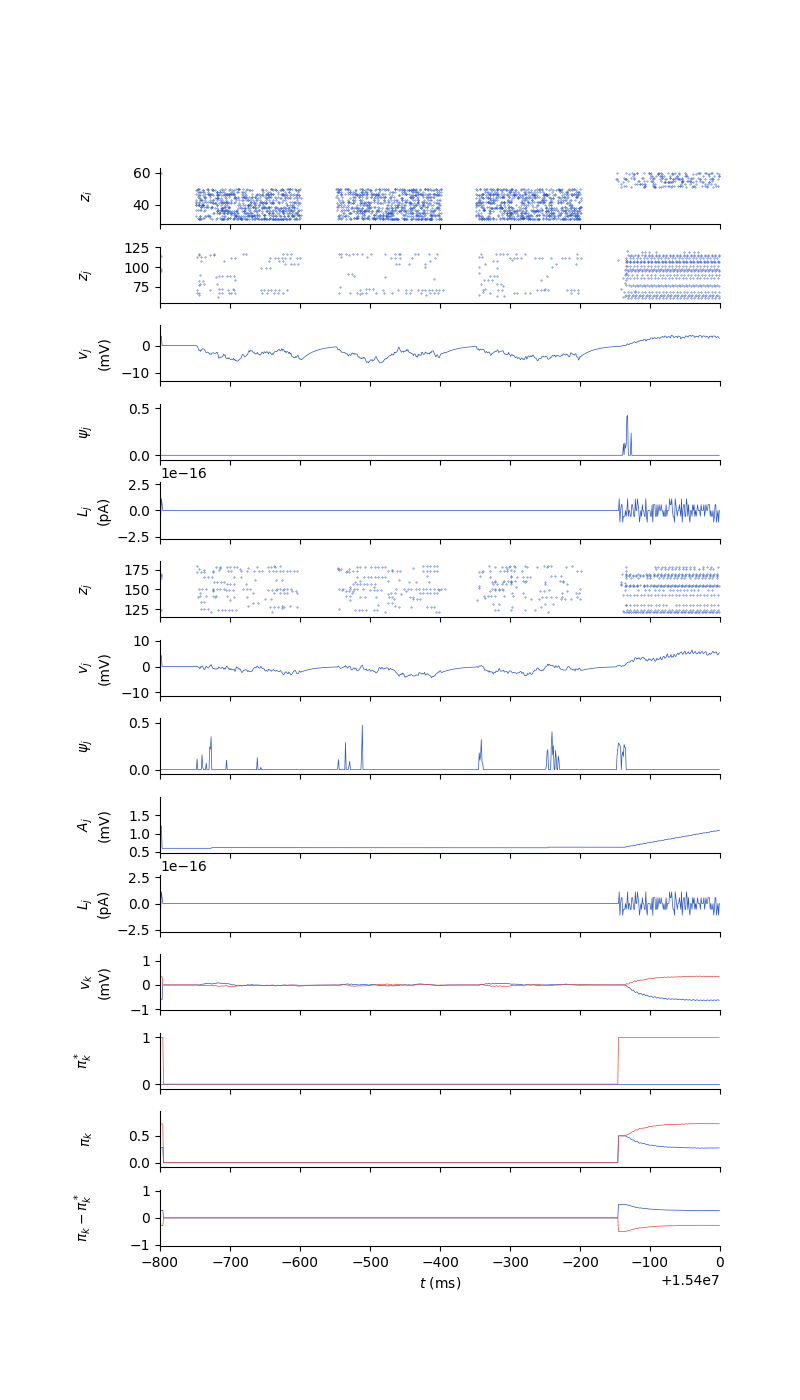 60
40
z_i
125
100
75
z_j
0
−10
v_j
(mV)
0.5
0.0
ψ_j
1e−16
2.5
0.0
−2.5
L_j
(pA)
175
150
125
z_j
10
0
−10
v_j
(mV)
0.5
0.0
ψ_j
1.5
1.0
0.5
A_j
(mV)
1e−16
2.5
0.0
−2.5
L_j
(pA)
1
0
−1
v_k
(mV)
1
0
π_k^*
0.5
0.0
π_k
1
0
−1
π_k − π_k^*
−800 −700 −600 −500 −400 −300 −200 −100 0
t (ms)
+1.54e7